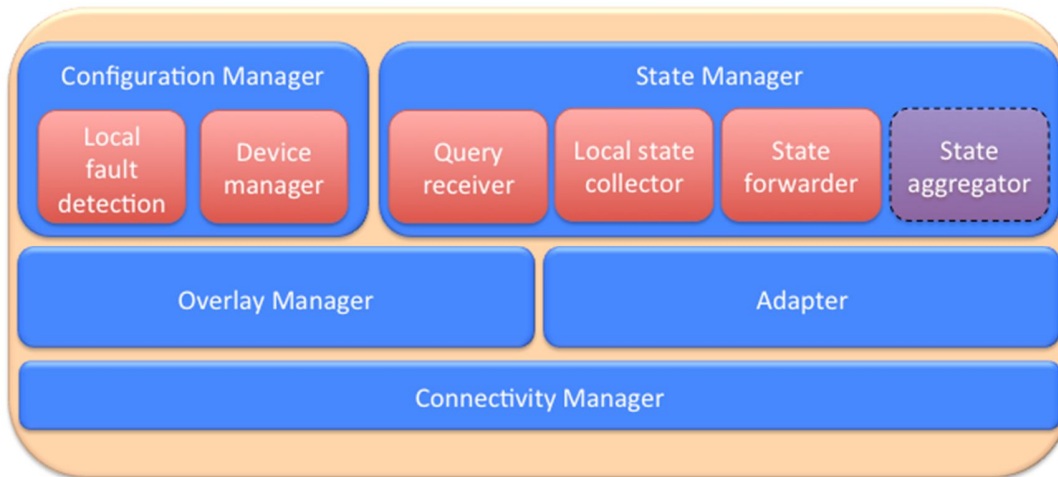 Configuration Manager
State Manager
Local
fault
detection
Device
manager
Query
receiver
Local state
collector
State
forwarder
State
aggregator
Overlay Manager
Adapter
Connectivity Manager